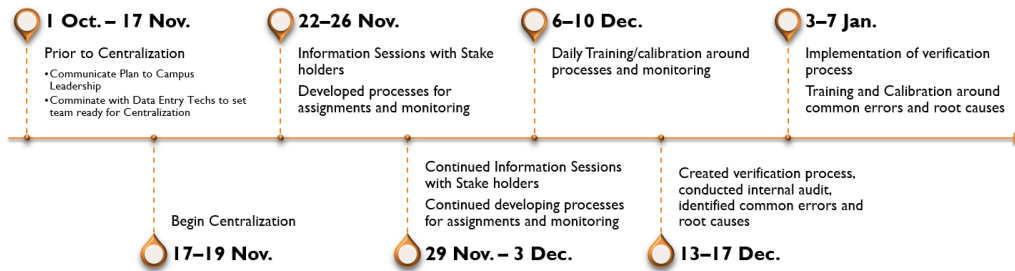 1 Oct. – 17 Nov.
Prior to Centralization
•Communicate Plan to Campus
Leadership
•Comminate with Data Entry Techs to set
team ready for Centralization
17–19 Nov.
Begin Centralization
22–26 Nov.
Information Sessions with Stake
holders
Developed processes for
assignments and monitoring
29 Nov. – 3 Dec.
Continued Information Sessions
with Stake holders
Continued developing processes
for assignments and monitoring
6–10 Dec.
Daily Training/calibration around
processes and monitoring
13–17 Dec.
Created verification process,
conducted internal audit,
identified common errors and
root causes
3–7 Jan.
Implementation of verification
process
Training and Calibration around
common errors and root causes